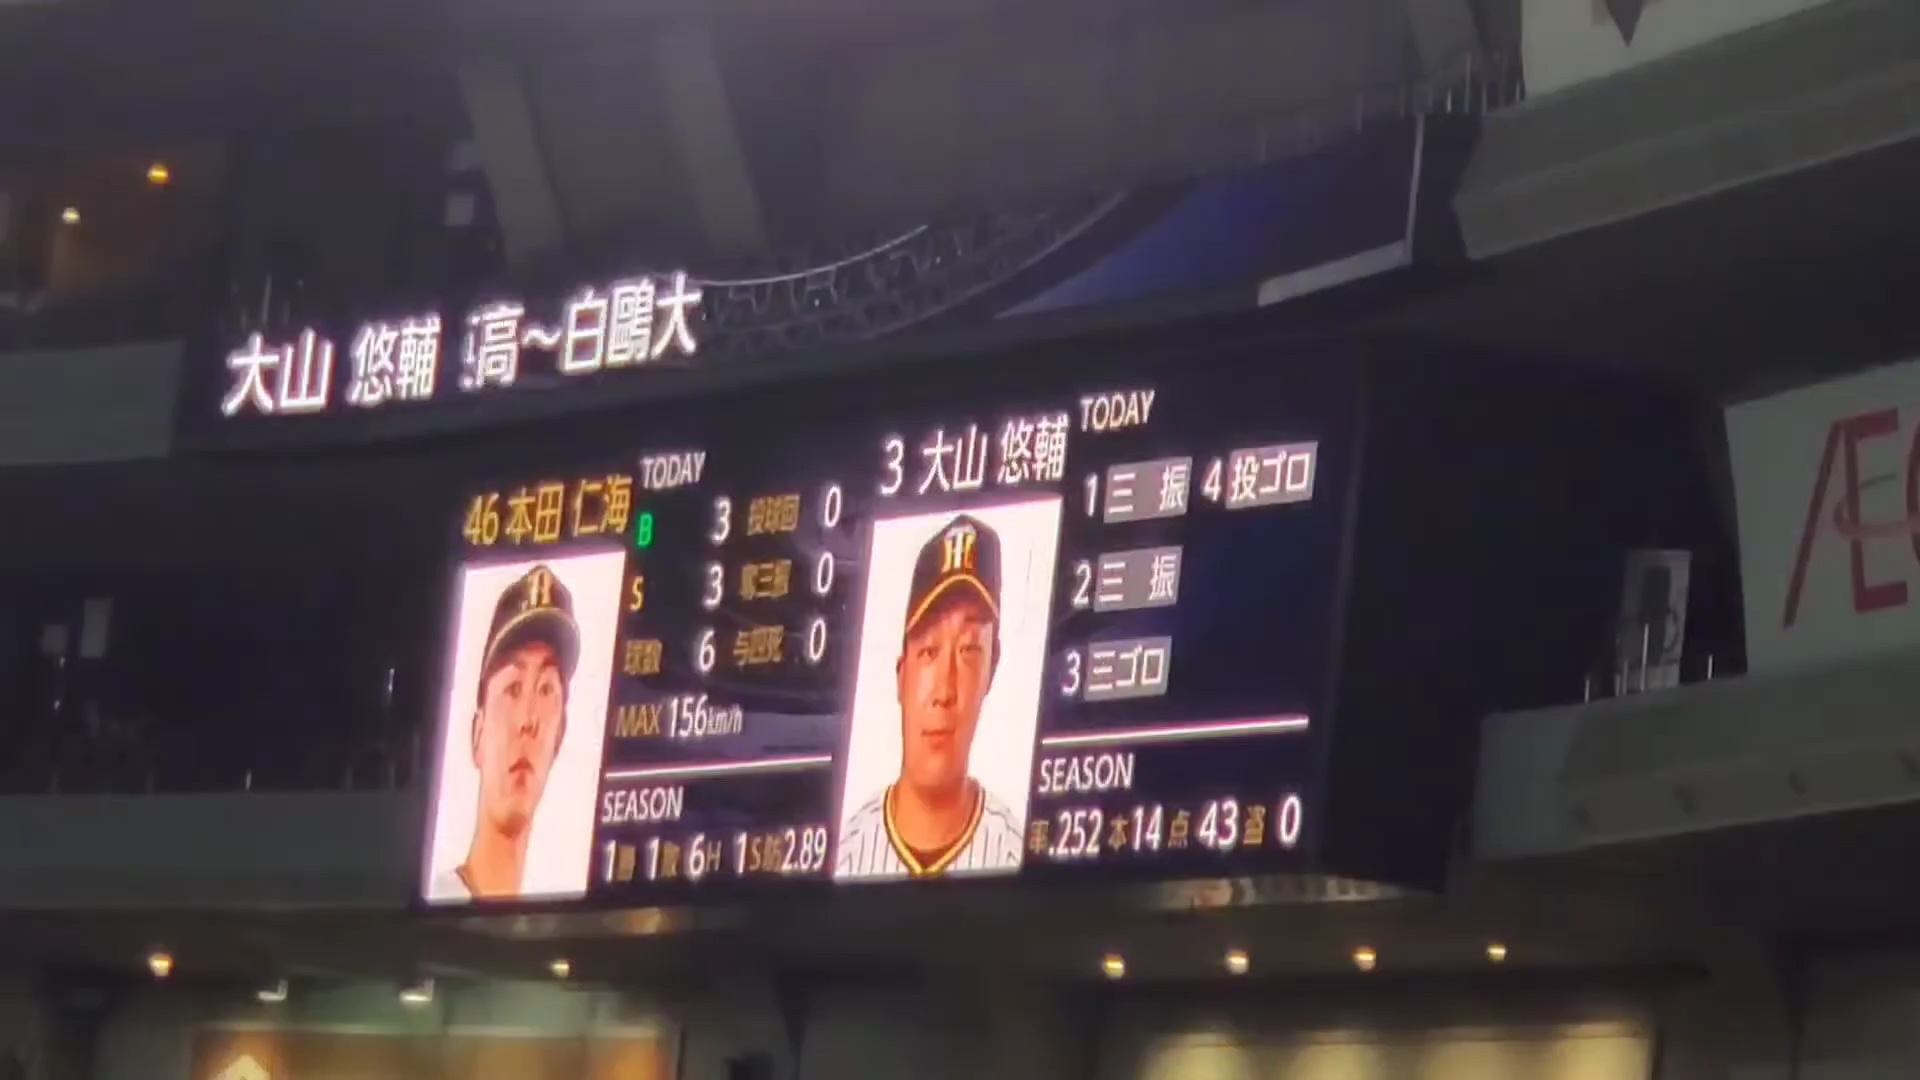 大山 悠輔 高～白鷗大
46 本田 仁海
TODAY
B 3 投球回 0
S 3 奪三振 0
球数 6 与四死 0
MAX 156km/h
SEASON
1勝 1敗 6H 1S 防2.89
3 大山 悠輔
TODAY
1 三 振 4 投ゴロ
2 三 振
3 三ゴロ
SEASON
率.252 本14 点43 盗0